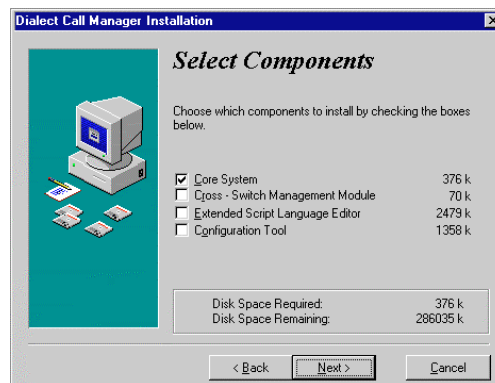 Dialect Call Manager Installation
Select Components
Choose which components to install by checking the boxes
below.
Core System 376 k
Cross - Switch Management Module 70 k
Extended Script Language Editor 2479 k
Configuration Tool 1358 k
Disk Space Required: 376 k
Disk Space Remaining: 286035 k
< Back Next > Cancel